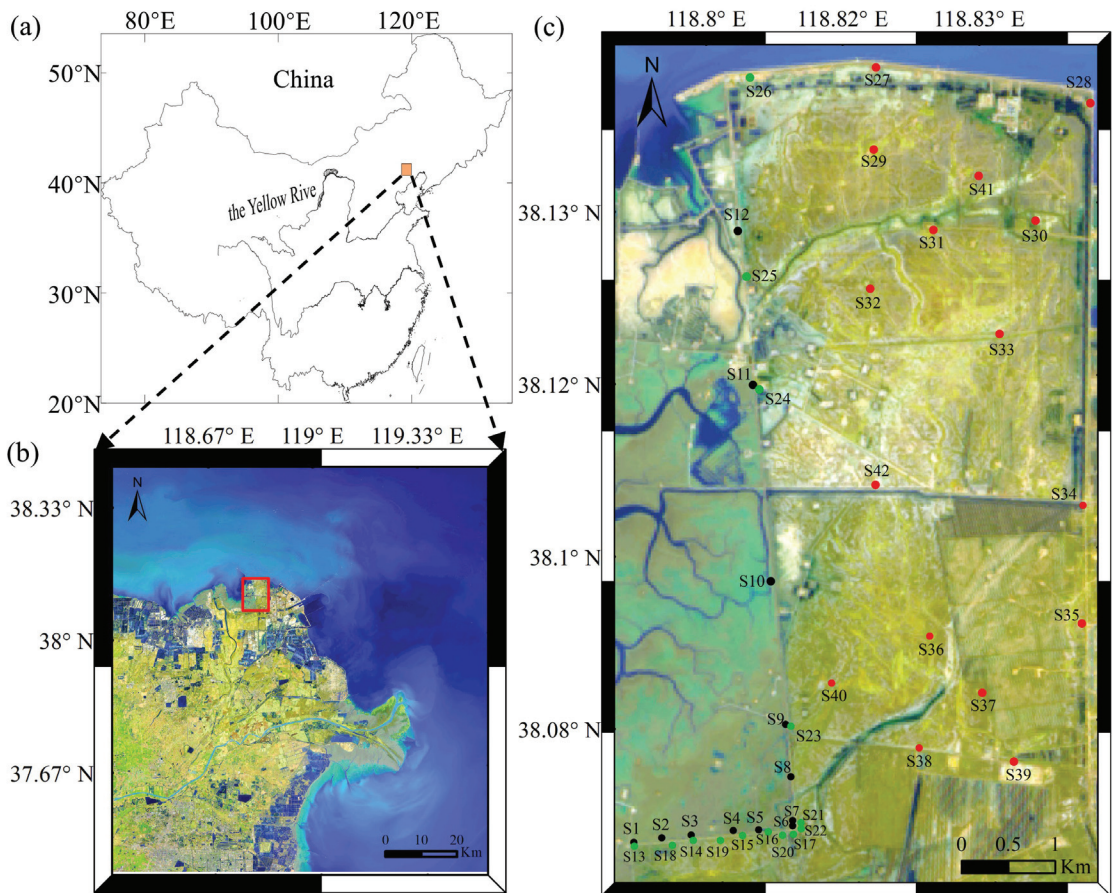 (a)
80°E
100°E
120°E
50°N
40°N
30°N
20°N
China
the Yellow Rive
(b)
118.67° E
119° E
119.33° E
38.33° N
38° N
37.67° N
N
0 10 20
Km
(c)
118.8° E
118.82° E
118.83° E
38.13° N
38.12° N
38.1° N
38.08° N
N
S26
S27
S28
S29
S41
S12
S30
S31
S25
S32
S33
S11
S24
S42
S34
S10
S35
S36
S40
S37
S9
S23
S38
S39
S8
S1
S2
S3
S4
S5
S6
S7
S21
S22
S13
S18
S14
S19
S15
S16
S20
S17
0 0.5 1
Km